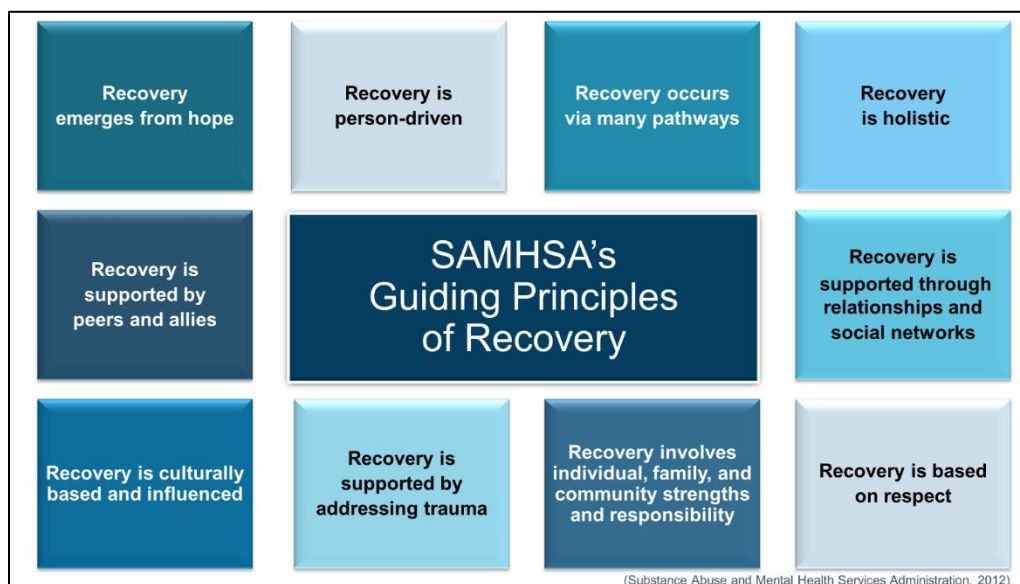 Recovery
emerges from hope
Recovery is
person-driven
Recovery occurs
via many pathways
Recovery
is holistic
Recovery is
supported by
peers and allies
SAMHSA's
Guiding Principles
of Recovery
Recovery is
supported through
relationships and
social networks
Recovery is culturally
based and influenced
Recovery is
supported by
addressing trauma
Recovery involves
individual, family, and
community strengths
and responsibility
Recovery is based
on respect
(Substance Abuse and Mental Health Services Administration, 2012)